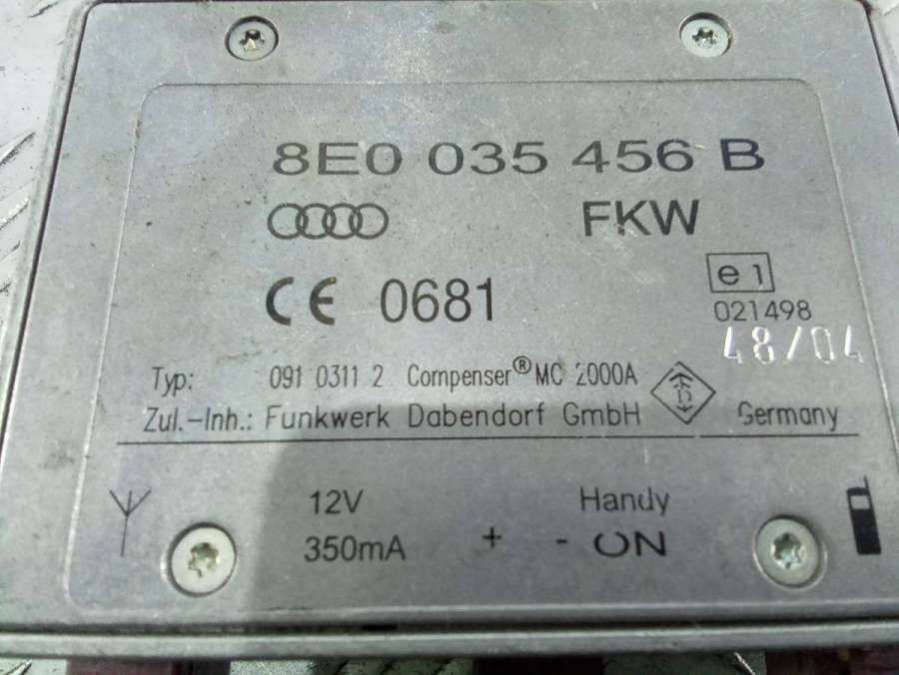 8E0 035 456 B
FKW
CE 0681
e1
021498
48/04
Typ: 091 0311 2 Compenser® MC 2000A
Zul.-Inh.: Funkwerk Dabendorf GmbH Germany
12V Handy
350mA + - ON